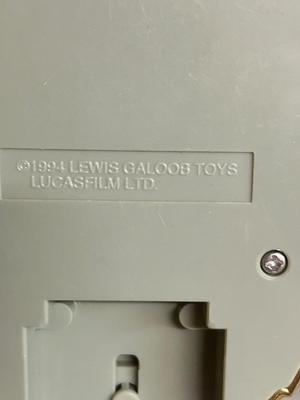 ©1994 LEWIS GALOOB TOYS
LUCASFILM LTD.